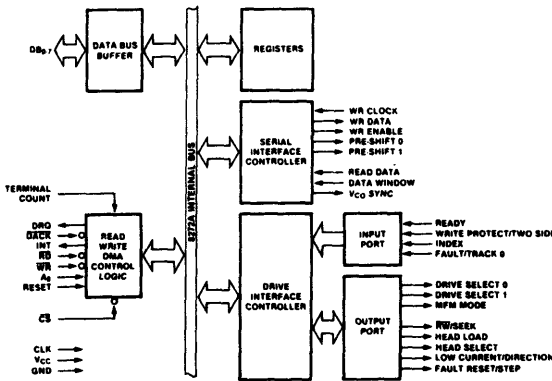 DB0-7
DATA BUS
BUFFER
REGISTERS
8272A INTERNAL BUS
SERIAL
INTERFACE
CONTROLLER
WR CLOCK
WR DATA
WR ENABLE
PRE-SHIFT 0
PRE-SHIFT 1
READ DATA
DATA WINDOW
VCO SYNC
TERMINAL
COUNT
DRQ
DACK
INT
RD
WR
A0
RESET
CS
READ
WRITE
DMA
CONTROL
LOGIC
CLK
VCC
GND
DRIVE
INTERFACE
CONTROLLER
INPUT
PORT
READY
WRITE PROTECT/TWO SIDE
INDEX
FAULT/TRACK 0
OUTPUT
PORT
DRIVE SELECT 0
DRIVE SELECT 1
MFM MODE
RW/SEEK
HEAD LOAD
HEAD SELECT
LOW CURRENT/DIRECTION
FAULT RESET/STEP